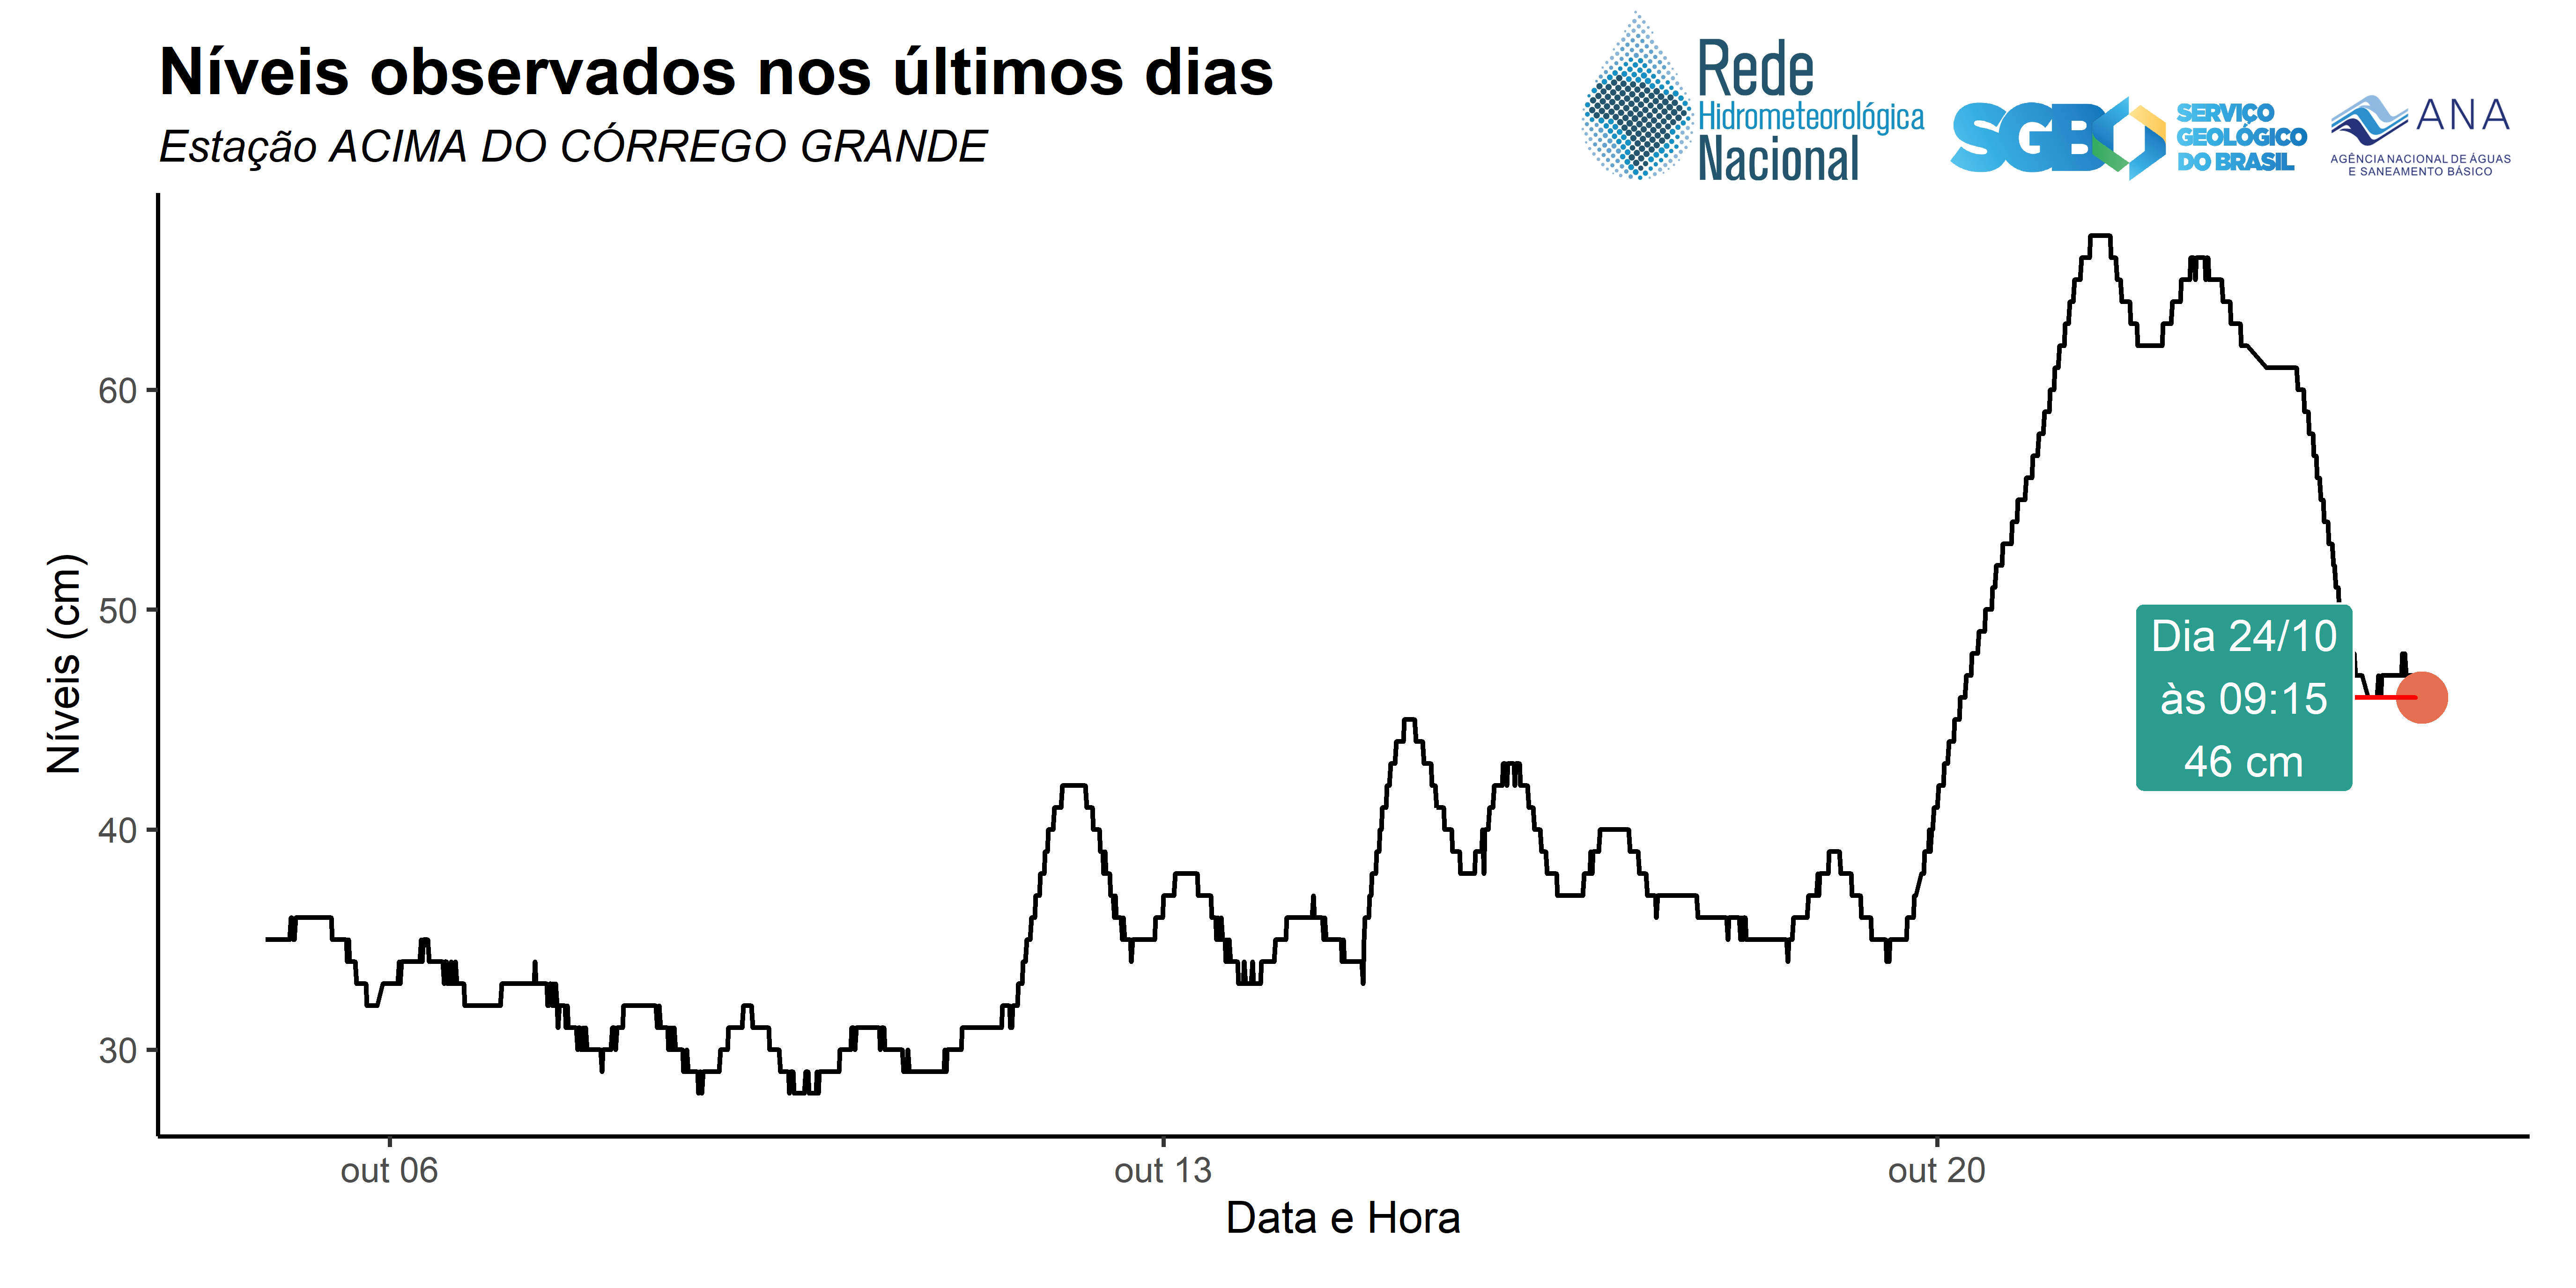 Níveis observados nos últimos dias
Estação ACIMA DO CÓRREGO GRANDE
Rede
Hidrometeorológica
Nacional
SGB
SERVIÇO
GEOLÓGICO
DO BRASIL
ANA
AGÊNCIA NACIONAL DE ÁGUAS
E SANEAMENTO BÁSICO
Níveis (cm)
60
50
40
30
Dia 24/10
às 09:15
46 cm
out 06
out 13
out 20
Data e Hora